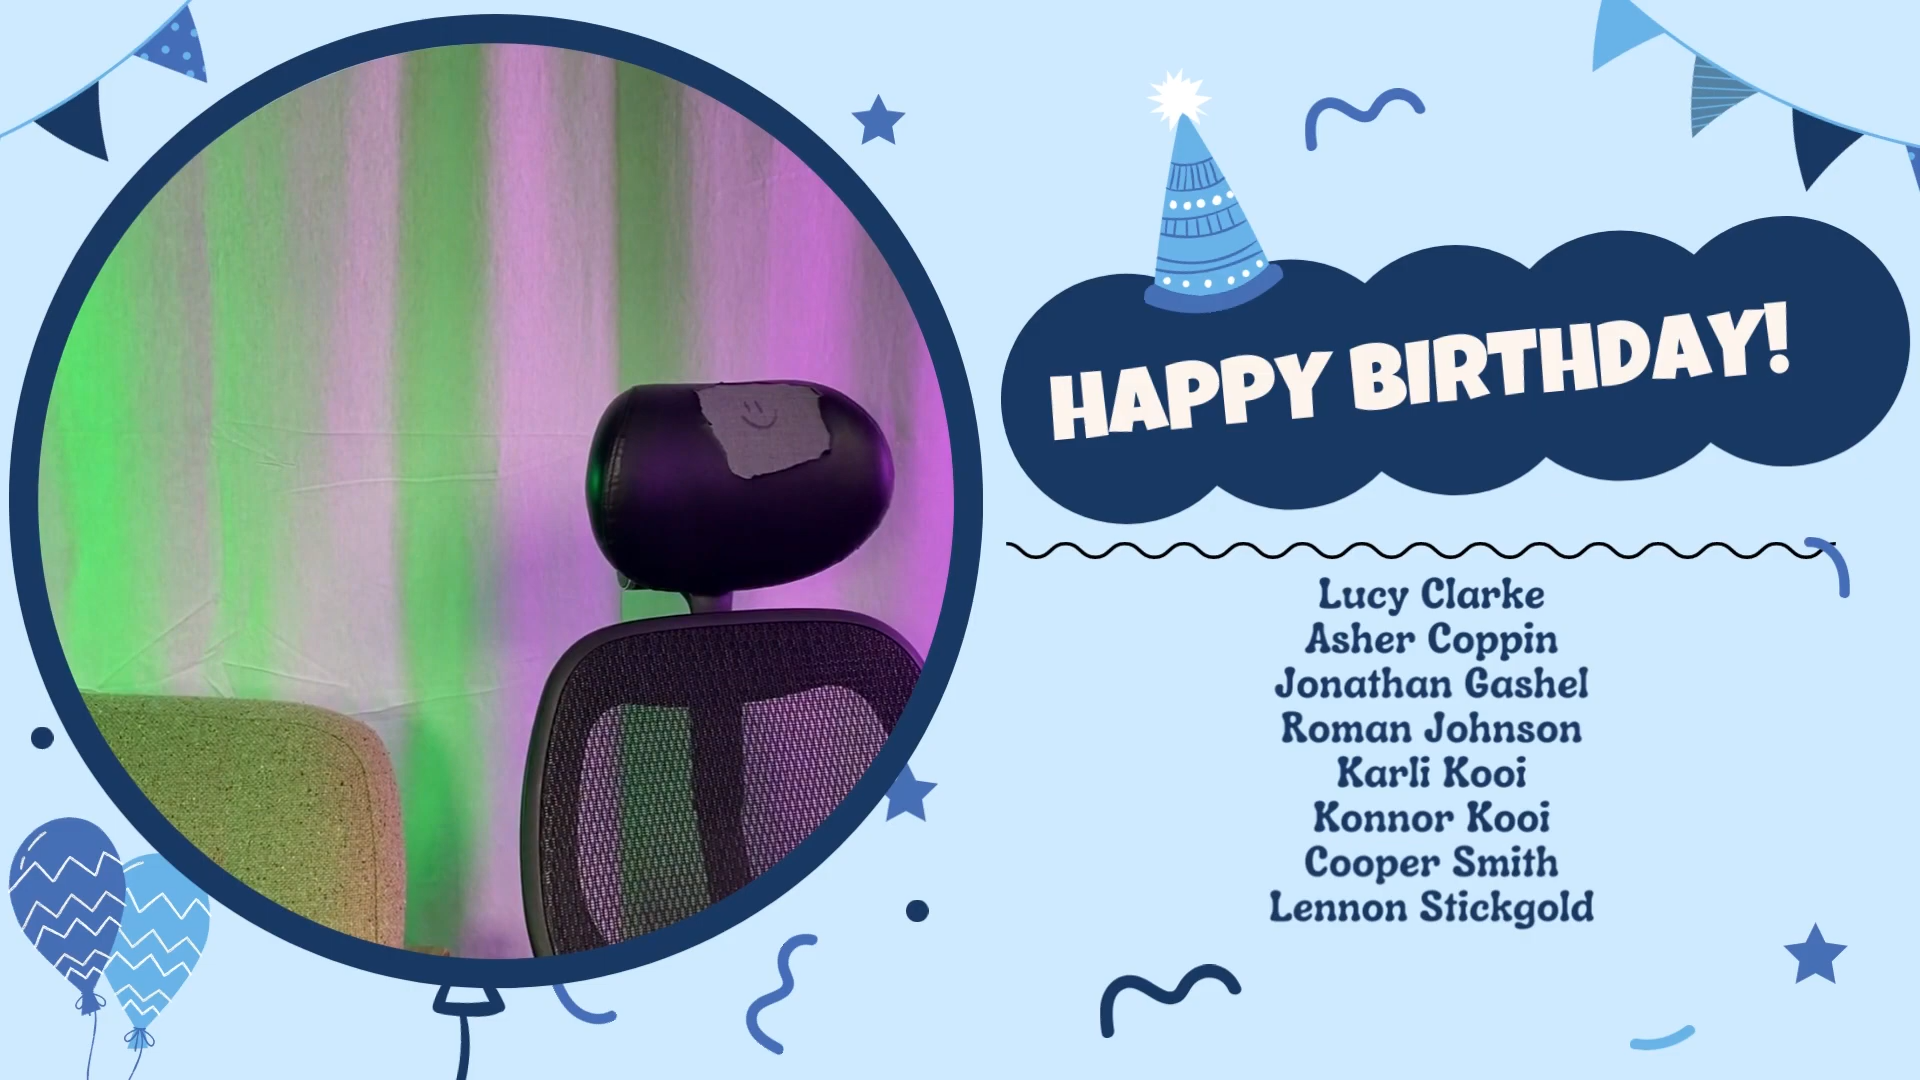 HAPPY BIRTHDAY!
Lucy Clarke
Asher Coppin
Jonathan Gashel
Roman Johnson
Karli Kooi
Konnor Kooi
Cooper Smith
Lennon Stickgold